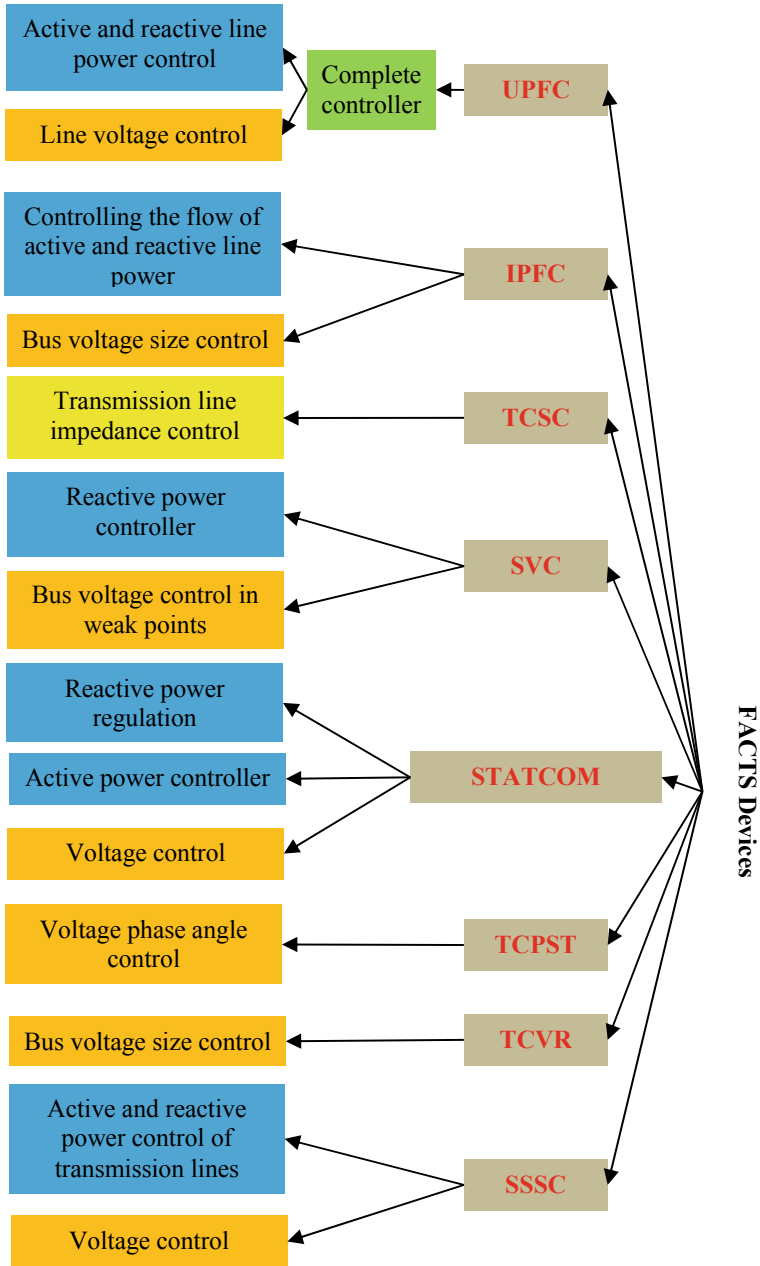 Active and reactive line
power control
Complete
controller
UPFC
Line voltage control
Controlling the flow of
active and reactive line
power
IPFC
Bus voltage size control
Transmission line
impedance control
TCSC
Reactive power
controller
SVC
Bus voltage control in
weak points
Reactive power
regulation
Active power controller
STATCOM
Voltage control
FACTS Devices
Voltage phase angle
control
TCPST
Bus voltage size control
TCVR
Active and reactive
power control of
transmission lines
SSSC
Voltage control